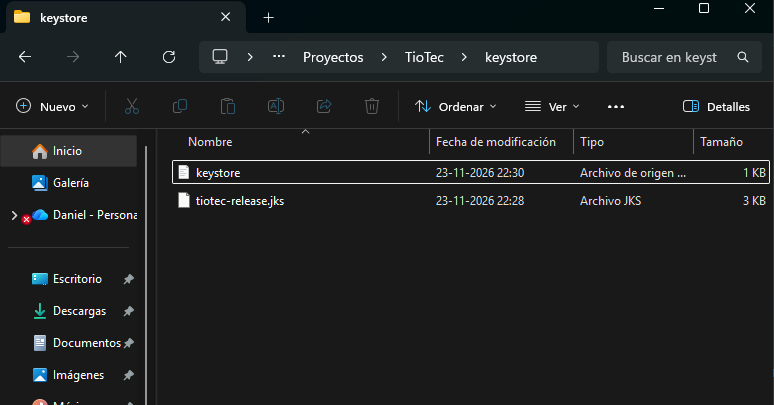 keystore
Proyectos TioTec keystore Buscar en keyst
Nuevo Ordenar Ver Detalles
Nombre Fecha de modificación Tipo Tamaño
Inicio
Galería
Daniel - Persona
Escritorio
Descargas
Documentos
Imágenes
keystore 23-11-2026 22:30 Archivo de origen ... 1 KB
tiotec-release.jks 23-11-2026 22:28 Archivo JKS 3 KB